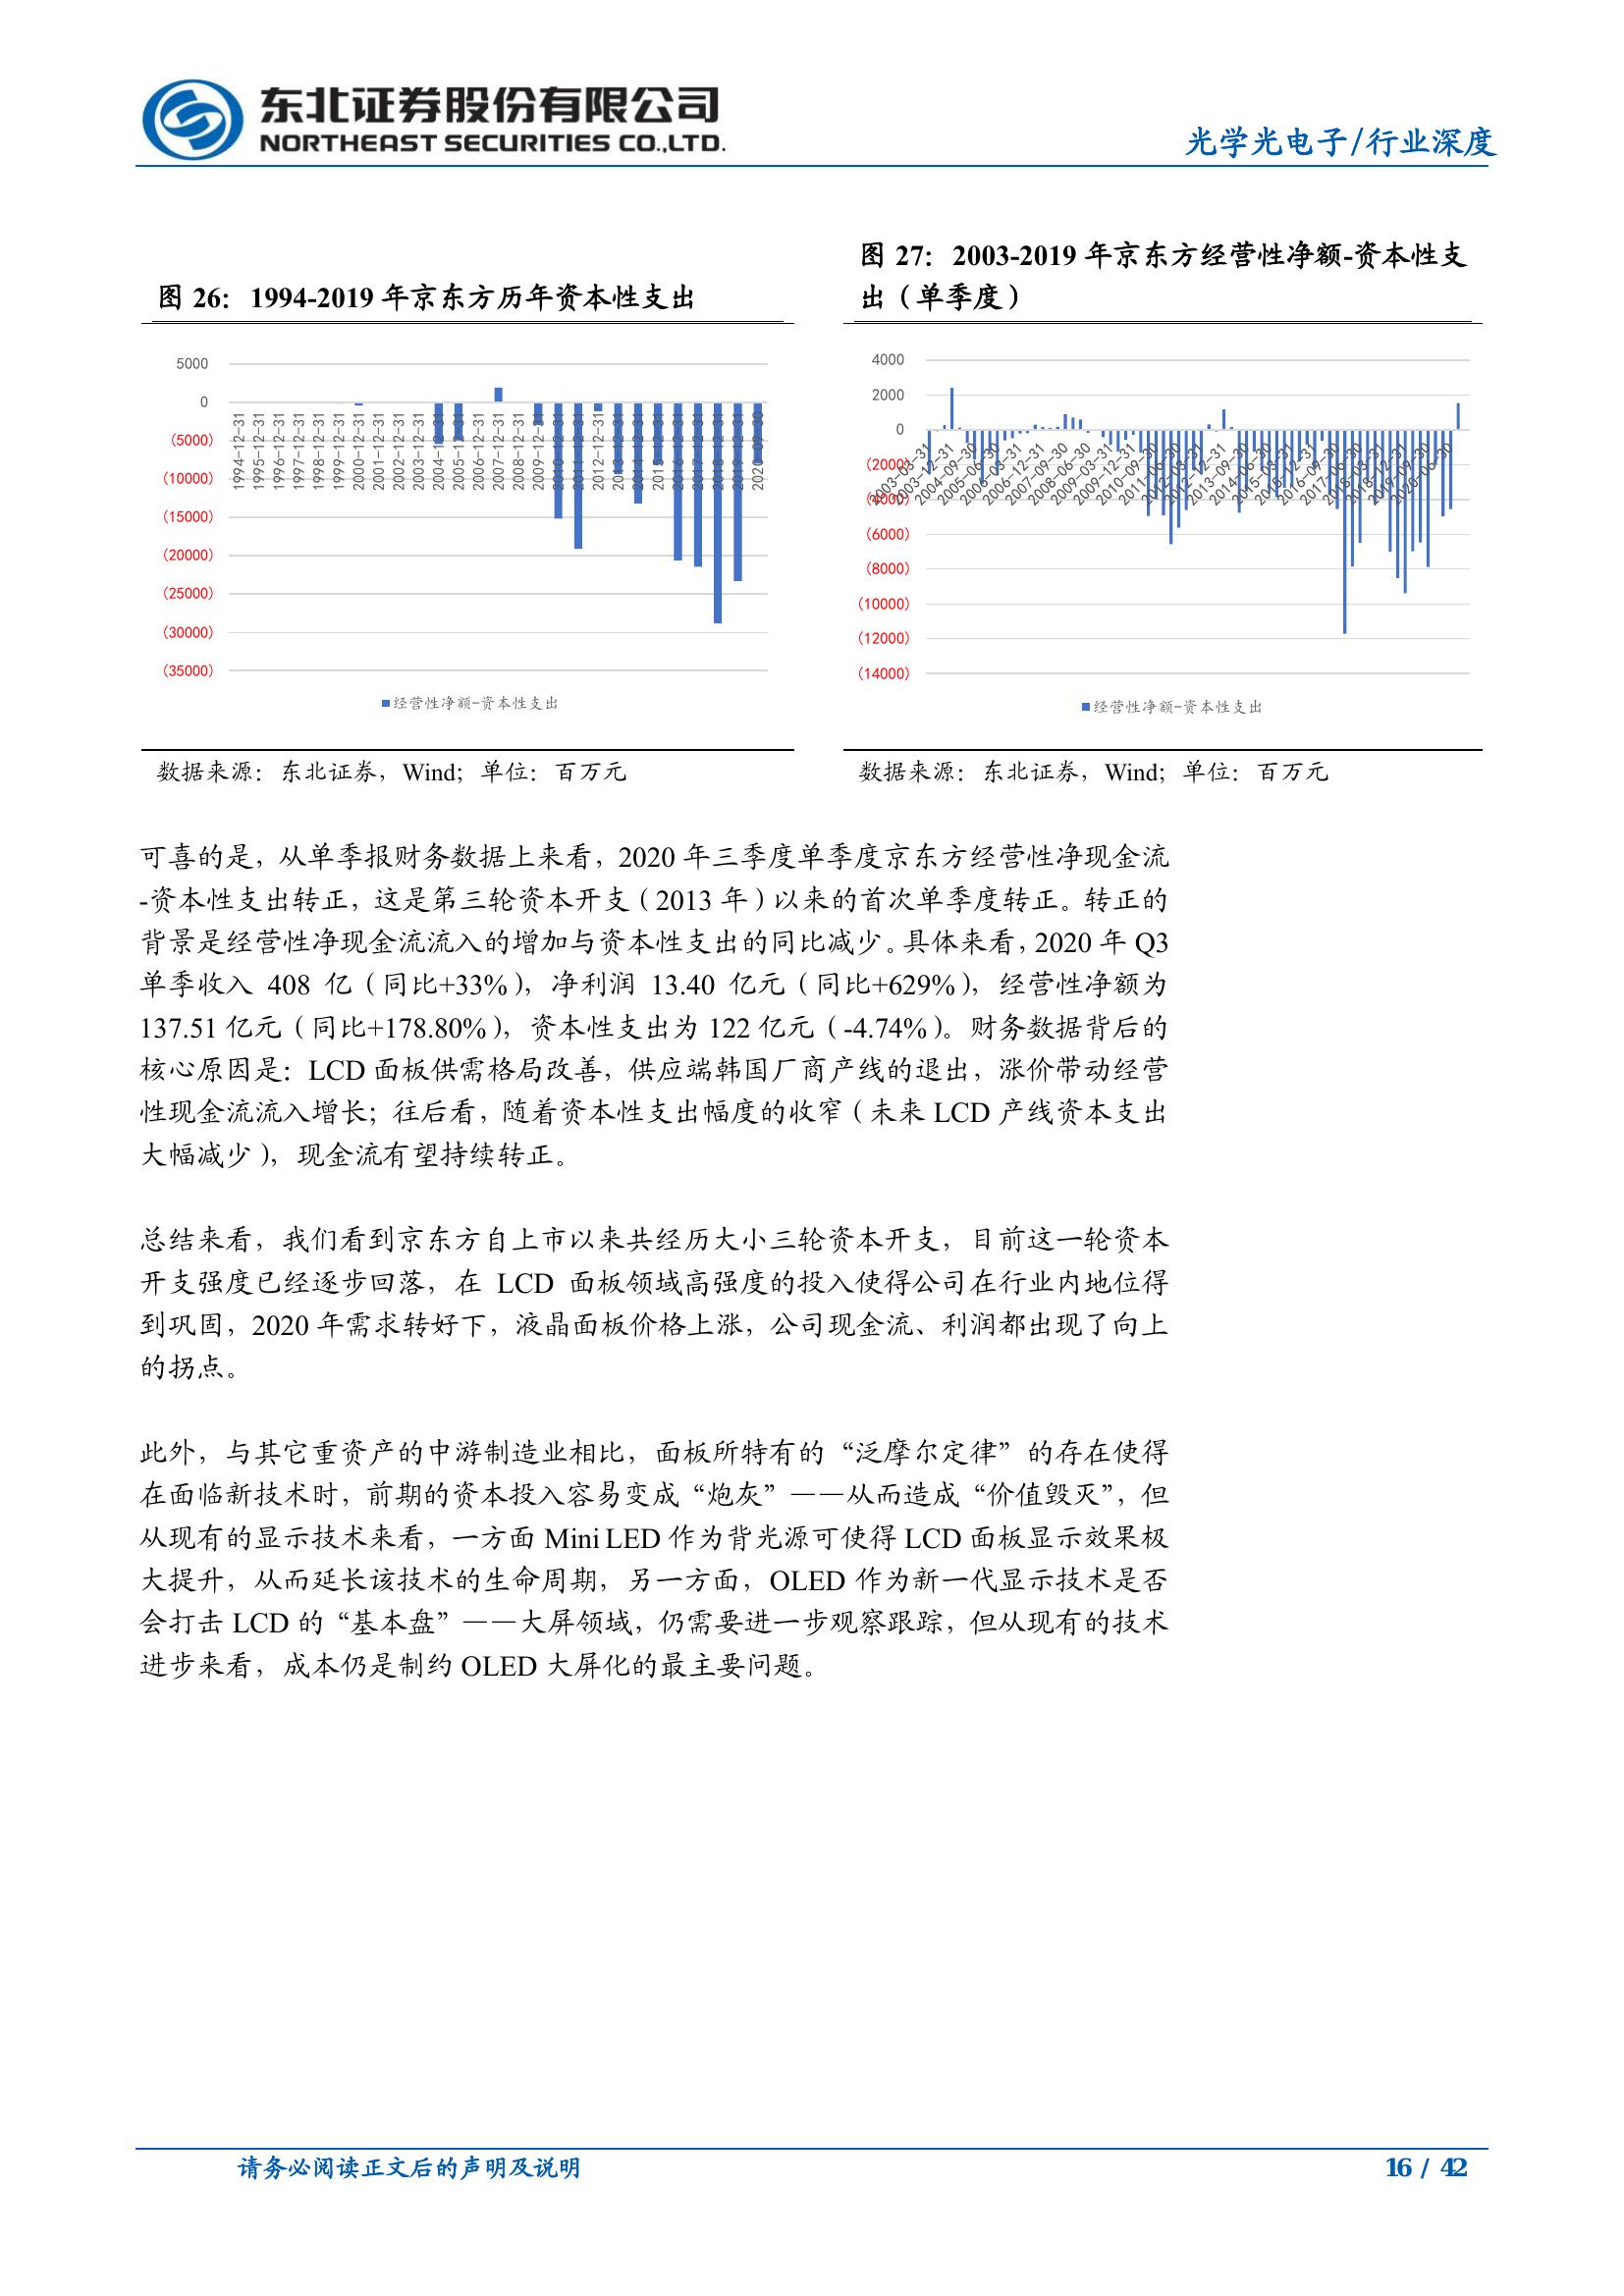 东北证券股份有限公司
NORTHEAST SECURITIES CO.,LTD.
光学光电子/行业深度
图 26：1994-2019 年京东方历年资本性支出
5000
0
(5000)
(10000)
(15000)
(20000)
(25000)
(30000)
(35000)
1994-12-31
1995-12-31
1996-12-31
1997-12-31
1998-12-31
1999-12-31
2000-12-31
2001-12-31
2002-12-31
2003-12-31
2004-12-31
2005-12-31
2006-12-31
2007-12-31
2008-12-31
2009-12-31
2010-12-31
2011-12-31
2012-12-31
2013-12-31
2014-12-31
2016-12-31
2017-12-31
2018-12-31
2019-12-31
2020-09-30
经营性净额-资本性支出
数据来源：东北证券，Wind；单位：百万元
图 27：2003-2019 年京东方经营性净额-资本性支
出（单季度）
4000
2000
0
(2000)
(4000)
(6000)
(8000)
(10000)
(12000)
(14000)
2003-03-31
2003-12-31
2004-09-30
2005-06-30
2006-03-31
2006-12-31
2007-09-30
2008-06-30
2009-03-31
2009-12-31
2010-09-30
2011-06-30
2012-03-31
2012-12-31
2013-09-30
2014-06-30
2015-03-31
2015-12-31
2016-09-30
2017-06-30
2018-03-31
2018-12-31
2019-09-30
2020-06-30
经营性净额-资本性支出
数据来源：东北证券，Wind；单位：百万元
可喜的是，从单季报财务数据上来看，2020 年三季度单季度京东方经营性净现金流
-资本性支出转正，这是第三轮资本开支（2013 年）以来的首次单季度转正。转正的
背景是经营性净现金流流入的增加与资本性支出的同比减少。具体来看，2020 年 Q3
单季收入 408 亿（同比+33%），净利润 13.40 亿元（同比+629%），经营性净额为
137.51 亿元（同比+178.80%），资本性支出为 122 亿元（-4.74%）。财务数据背后的
核心原因是：LCD 面板供需格局改善，供应端韩国厂商产线的退出，涨价带动经营
性现金流流入增长；往后看，随着资本性支出幅度的收窄（未来 LCD 产线资本支出
大幅减少），现金流有望持续转正。
总结来看，我们看到京东方自上市以来共经历大小三轮资本开支，目前这一轮资本
开支强度已经逐步回落，在 LCD 面板领域高强度的投入使得公司在行业内地位得
到巩固，2020 年需求转好下，液晶面板价格上涨，公司现金流、利润都出现了向上
的拐点。
此外，与其它重资产的中游制造业相比，面板所特有的“泛摩尔定律”的存在使得
在面临新技术时，前期的资本投入容易变成“炮灰”——从而造成“价值毁灭”，但
从现有的显示技术来看，一方面 Mini LED 作为背光源可使得 LCD 面板显示效果极
大提升，从而延长该技术的生命周期，另一方面，OLED 作为新一代显示技术是否
会打击 LCD 的“基本盘”——大屏领域，仍需要进一步观察跟踪，但从现有的技术
进步来看，成本仍是制约 OLED 大屏化的最主要问题。
请务必阅读正文后的声明及说明
16 / 42